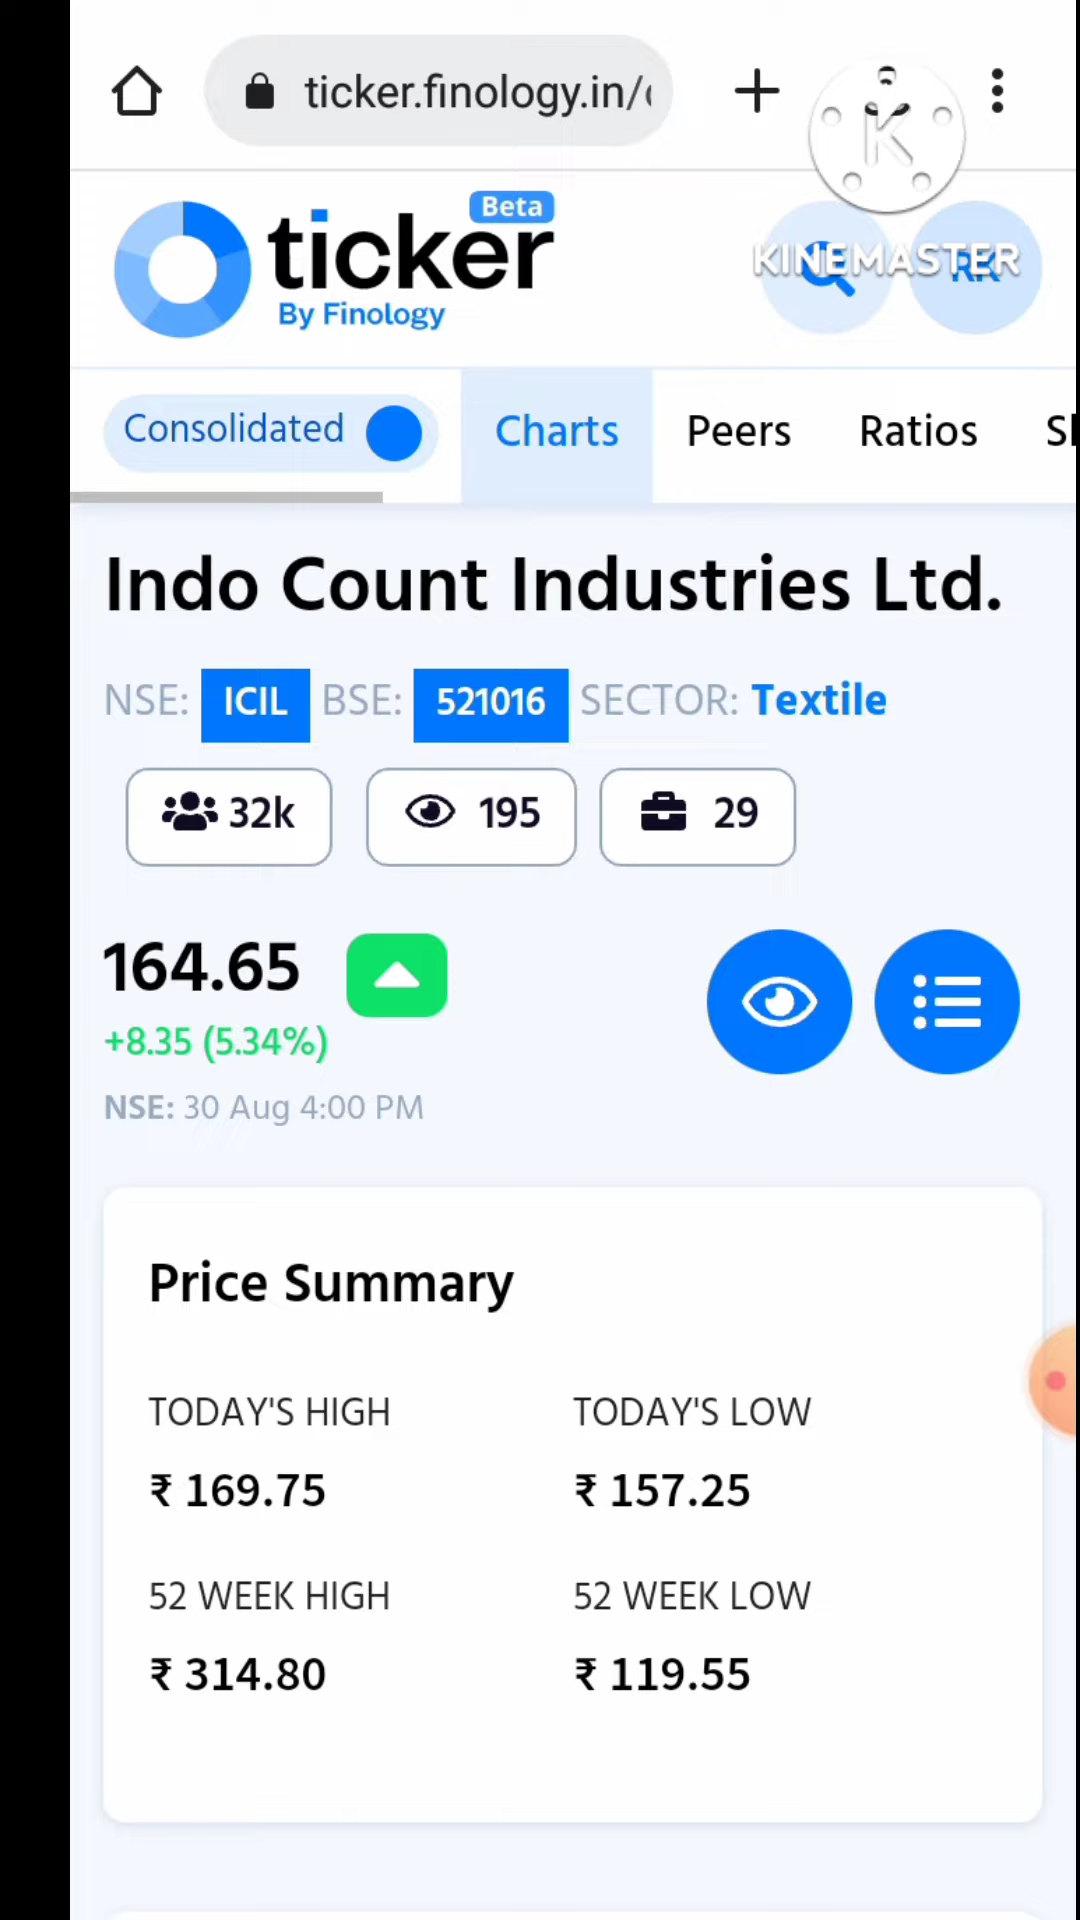 ticker.finology.in/
K
KINEMASTER
RK
ticker
Beta
By Finology
Consolidated
Charts
Peers
Ratios
Indo Count Industries Ltd.
NSE: ICIL BSE: 521016 SECTOR: Textile
32k
195
29
164.65
+8.35 (5.34%)
NSE: 30 Aug 4:00 PM
Price Summary
TODAY'S HIGH
TODAY'S LOW
₹ 169.75
₹ 157.25
52 WEEK HIGH
52 WEEK LOW
₹ 314.80
₹ 119.55